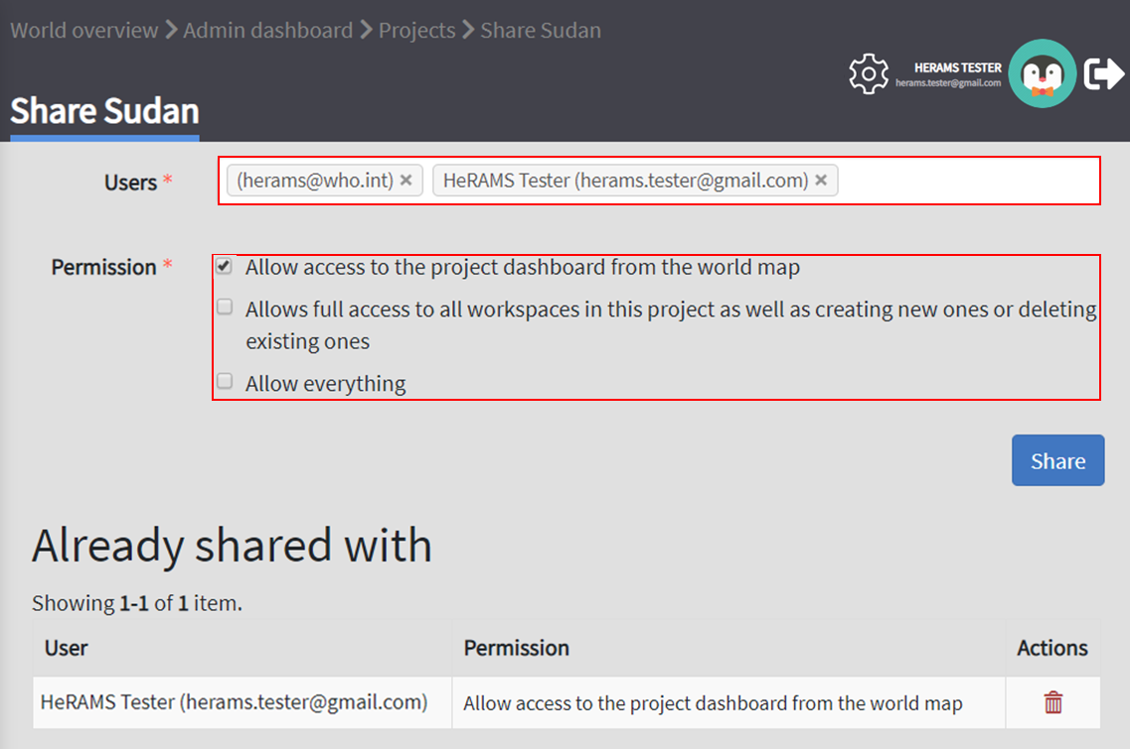 World overview > Admin dashboard > Projects > Share Sudan
HERAMS TESTER
herams.tester@gmail.com
Share Sudan
Users *
(herams@who.int) ×
HeRAMS Tester (herams.tester@gmail.com) ×
Permission *
Allow access to the project dashboard from the world map
Allows full access to all workspaces in this project as well as creating new ones or deleting
existing ones
Allow everything
Share
Already shared with
Showing 1-1 of 1 item.
User Permission Actions
HeRAMS Tester (herams.tester@gmail.com) Allow access to the project dashboard from the world map